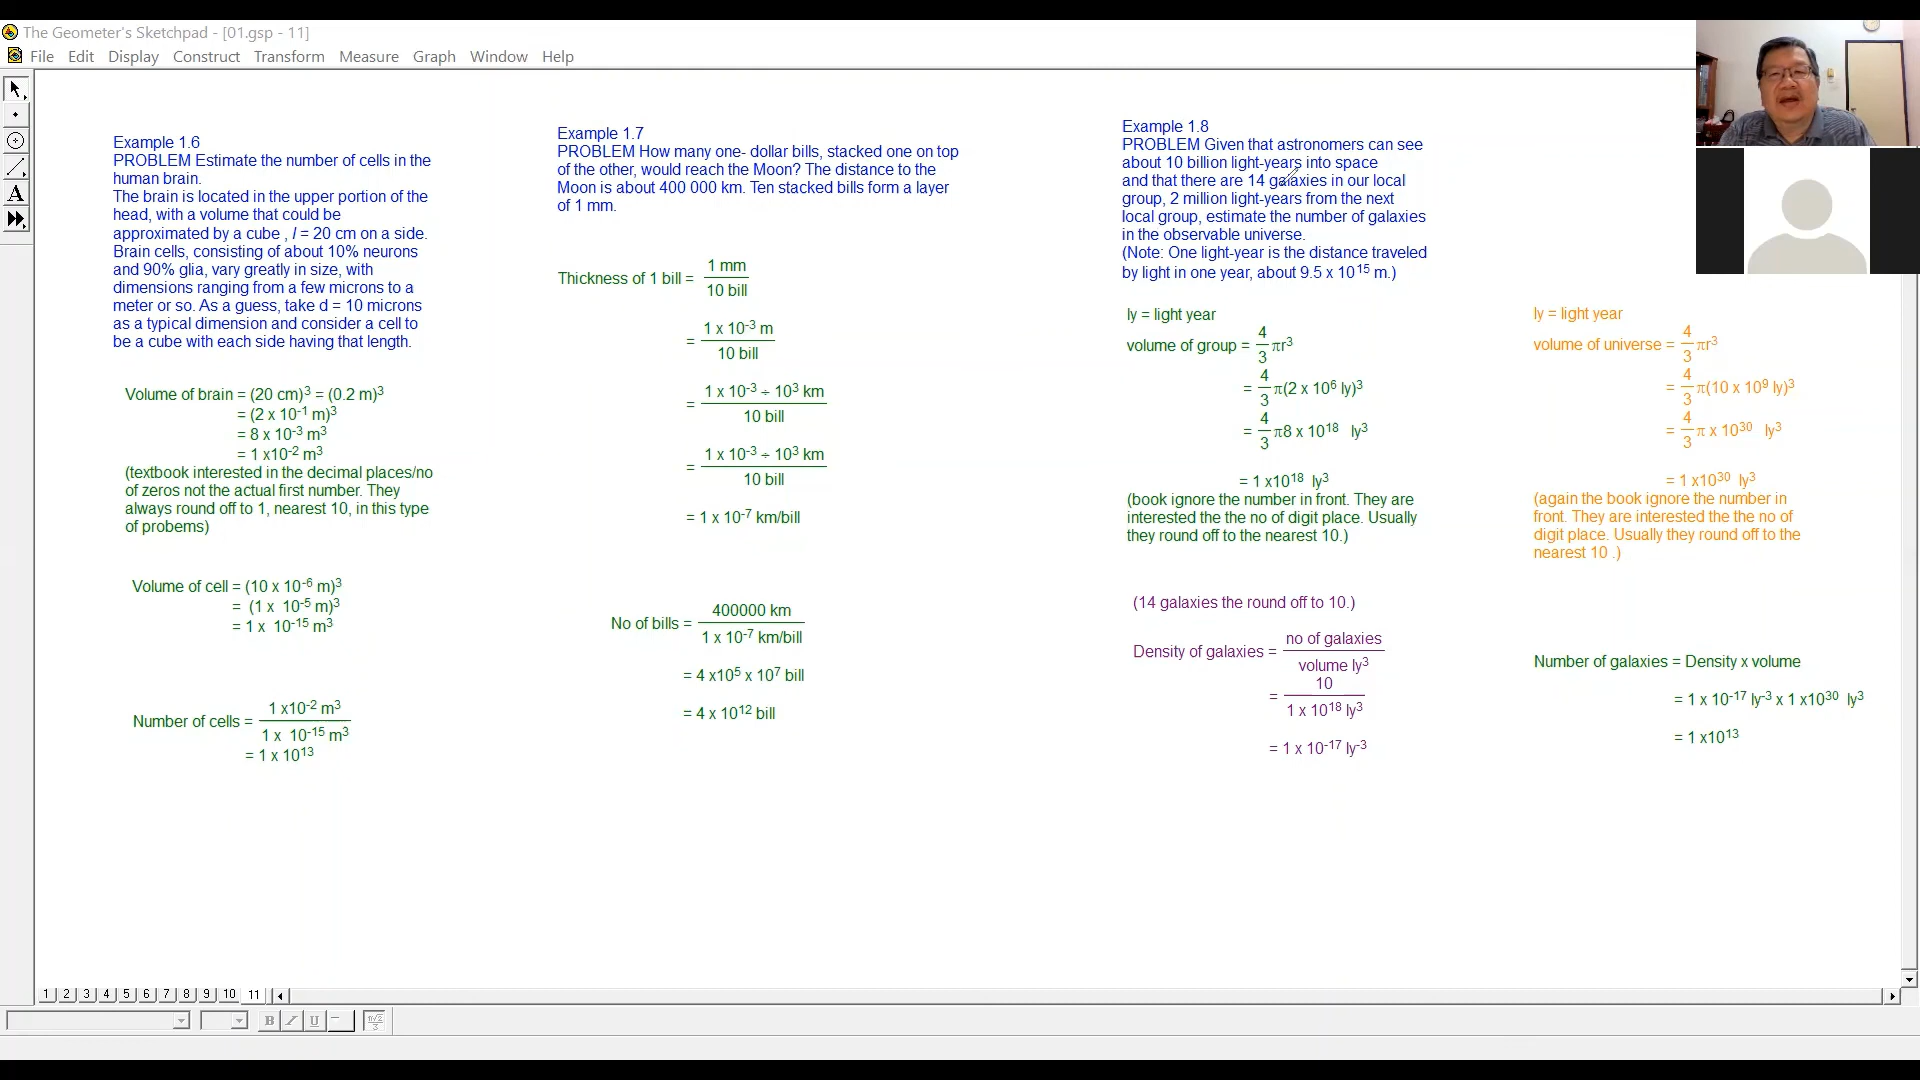 The Geometer's Sketchpad - [01.gsp - 11]
File Edit Display Construct Transform Measure Graph Window Help
A
Example 1.6
PROBLEM Estimate the number of cells in the
human brain.
The brain is located in the upper portion of the
head, with a volume that could be
approximated by a cube , l = 20 cm on a side.
Brain cells, consisting of about 10% neurons
and 90% glia, vary greatly in size, with
dimensions ranging from a few microns to a
meter or so. As a guess, take d = 10 microns
as a typical dimension and consider a cell to
be a cube with each side having that length.
Volume of brain = (20 cm)³ = (0.2 m)³
= (2 x 10⁻¹ m)³
= 8 x 10⁻³ m³
= 1 x10⁻² m³
(textbook interested in the decimal places/no
of zeros not the actual first number. They
always round off to 1, nearest 10, in this type
of probems)
Volume of cell = (10 x 10⁻⁶ m)³
= (1 x 10⁻⁵ m)³
= 1 x 10⁻¹⁵ m³
Number of cells = 1 x10⁻² m³
1 x 10⁻¹⁵ m³
= 1 x 10¹³
Example 1.7
PROBLEM How many one- dollar bills, stacked one on top
of the other, would reach the Moon? The distance to the
Moon is about 400 000 km. Ten stacked bills form a layer
of 1 mm.
Thickness of 1 bill = 1 mm
10 bill
= 1 x 10⁻³ m
10 bill
= 1 x 10⁻³ ÷ 10³ km
10 bill
= 1 x 10⁻³ ÷ 10³ km
10 bill
= 1 x 10⁻⁷ km/bill
No of bills = 400000 km
1 x 10⁻⁷ km/bill
= 4 x10⁵ x 10⁷ bill
= 4 x 10¹² bill
Example 1.8
PROBLEM Given that astronomers can see
about 10 billion light-years into space
and that there are 14 galaxies in our local
group, 2 million light-years from the next
local group, estimate the number of galaxies
in the observable universe.
(Note: One light-year is the distance traveled
by light in one year, about 9.5 x 10¹⁵ m.)
ly = light year
volume of group = 4/3 πr³
= 4/3 π(2 x 10⁶ ly)³
= 4/3 π8 x 10¹⁸ ly³
= 1 x10¹⁸ ly³
(book ignore the number in front. They are
interested the the no of digit place. Usually
they round off to the nearest 10.)
(14 galaxies the round off to 10.)
Density of galaxies = no of galaxies
volume ly³
= 10
1 x 10¹⁸ ly³
= 1 x 10⁻¹⁷ ly⁻³
ly = light year
volume of universe = 4/3 πr³
= 4/3 π(10 x 10⁹ ly)³
= 4/3 π x 10³⁰ ly³
= 1 x10³⁰ ly³
(again the book ignore the number in
front. They are interested the the no of
digit place. Usually they round off to the
nearest 10 .)
Number of galaxies = Density x volume
= 1 x 10⁻¹⁷ ly⁻³ x 1 x10³⁰ ly³
= 1 x10¹³
1 2 3 4 5 6 7 8 9 10 11
B I U